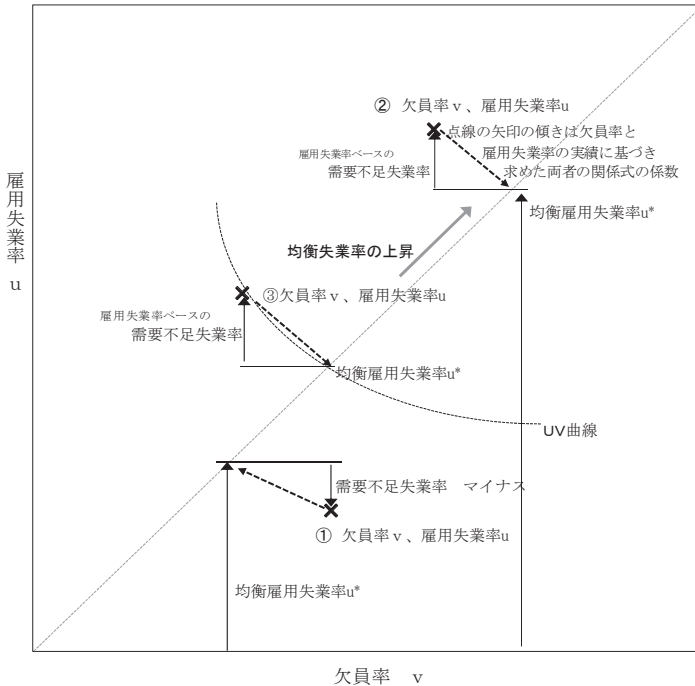 ② 欠員率ｖ、雇用失業率u
点線の矢印の傾きは欠員率と
雇用失業率の実績に基づき
求めた両者の関係式の係数
雇用失業率ベースの
需要不足失業率
均衡雇用失業率u*
雇用失業率 u
均衡失業率の上昇
③欠員率ｖ、雇用失業率u
雇用失業率ベースの
需要不足失業率
均衡雇用失業率u*
UV曲線
需要不足失業率 マイナス
① 欠員率ｖ、雇用失業率u
均衡雇用失業率u*
欠員率 ｖ